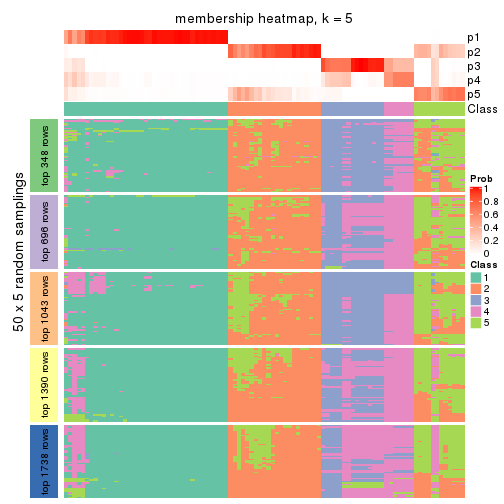 membership heatmap, k = 5
p1
p2
p3
p4
p5
Class
50 x 5 random samplings
top 348 rows
top 696 rows
top 1043 rows
top 1390 rows
top 1738 rows
Prob
1
0.8
0.6
0.4
0.2
0
Class
1
2
3
4
5